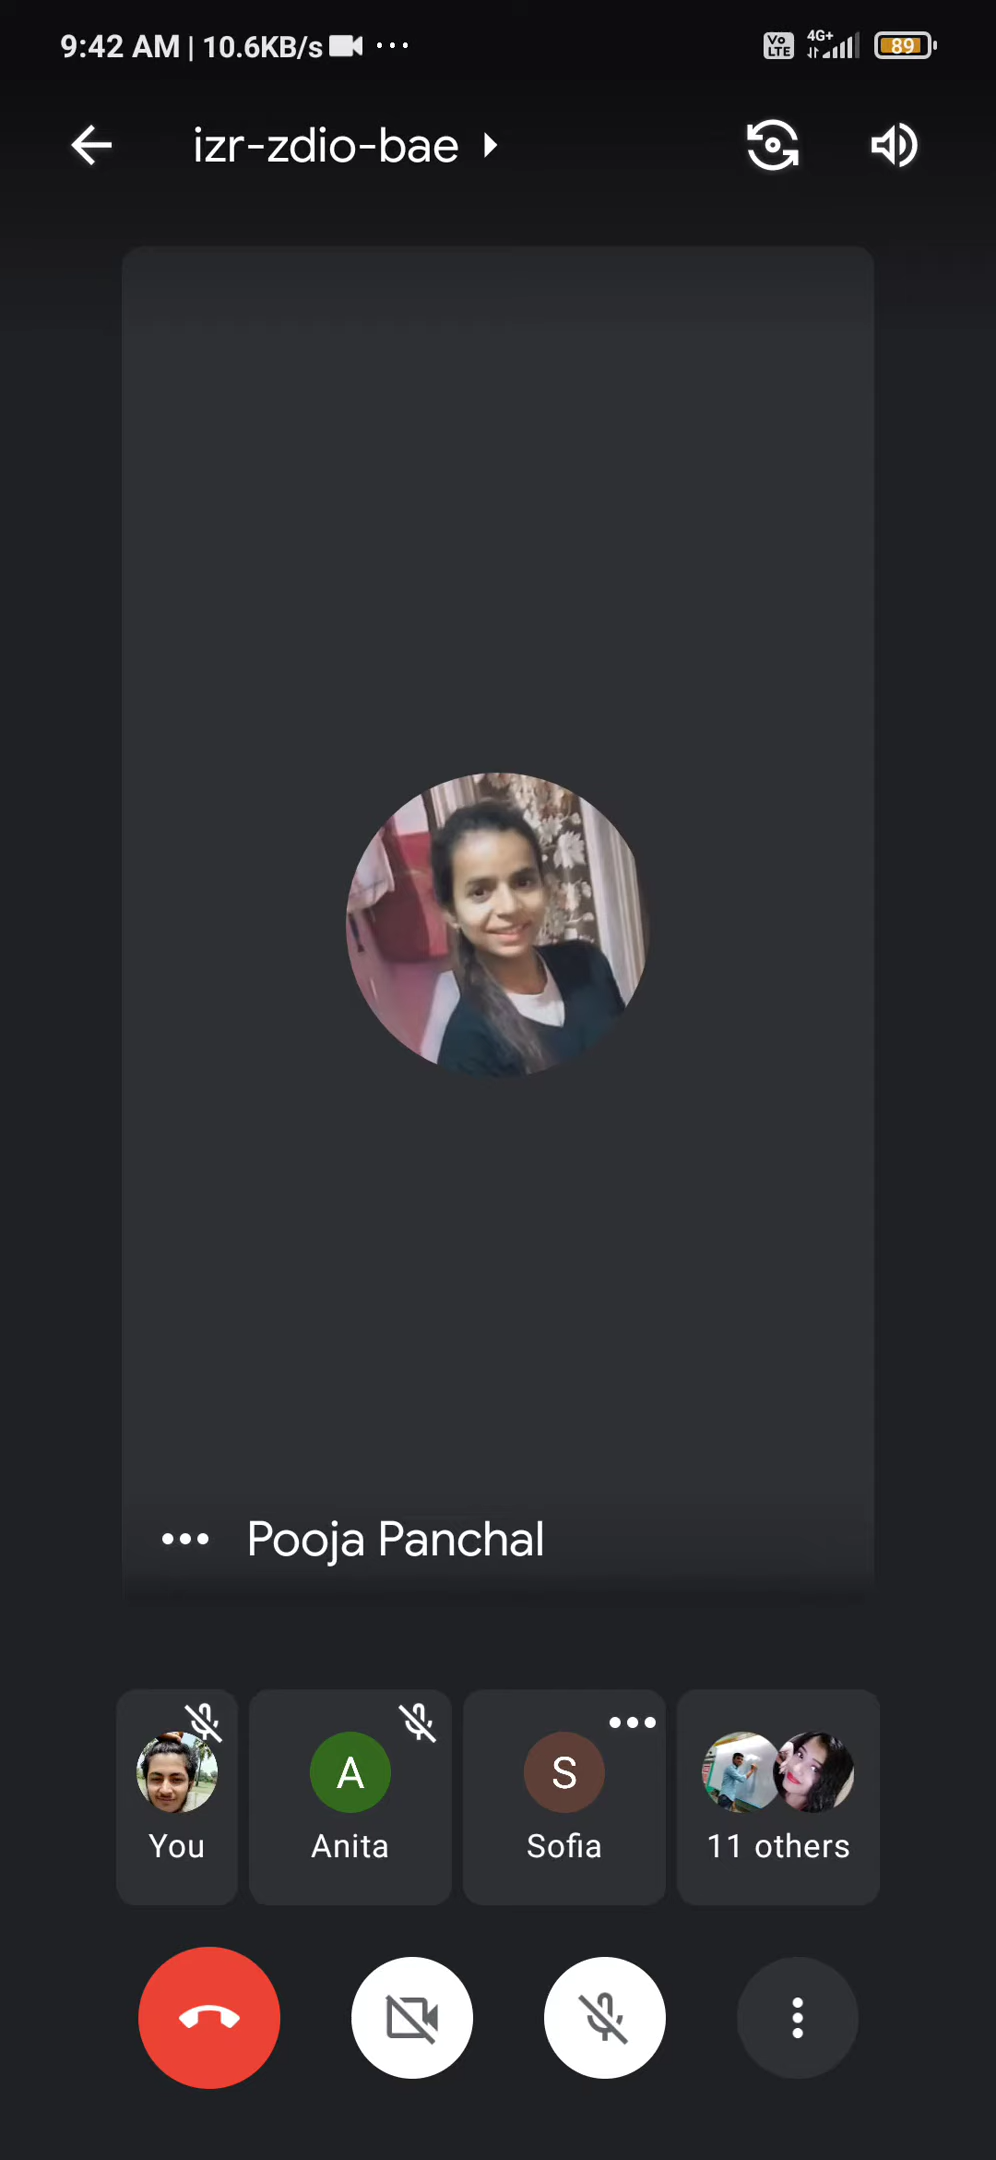 9:42 AM | 10.6KB/s ... Vo LTE 4G+ 89
izr-zdio-bae
Pooja Panchal
You A Anita S Sofia 11 others